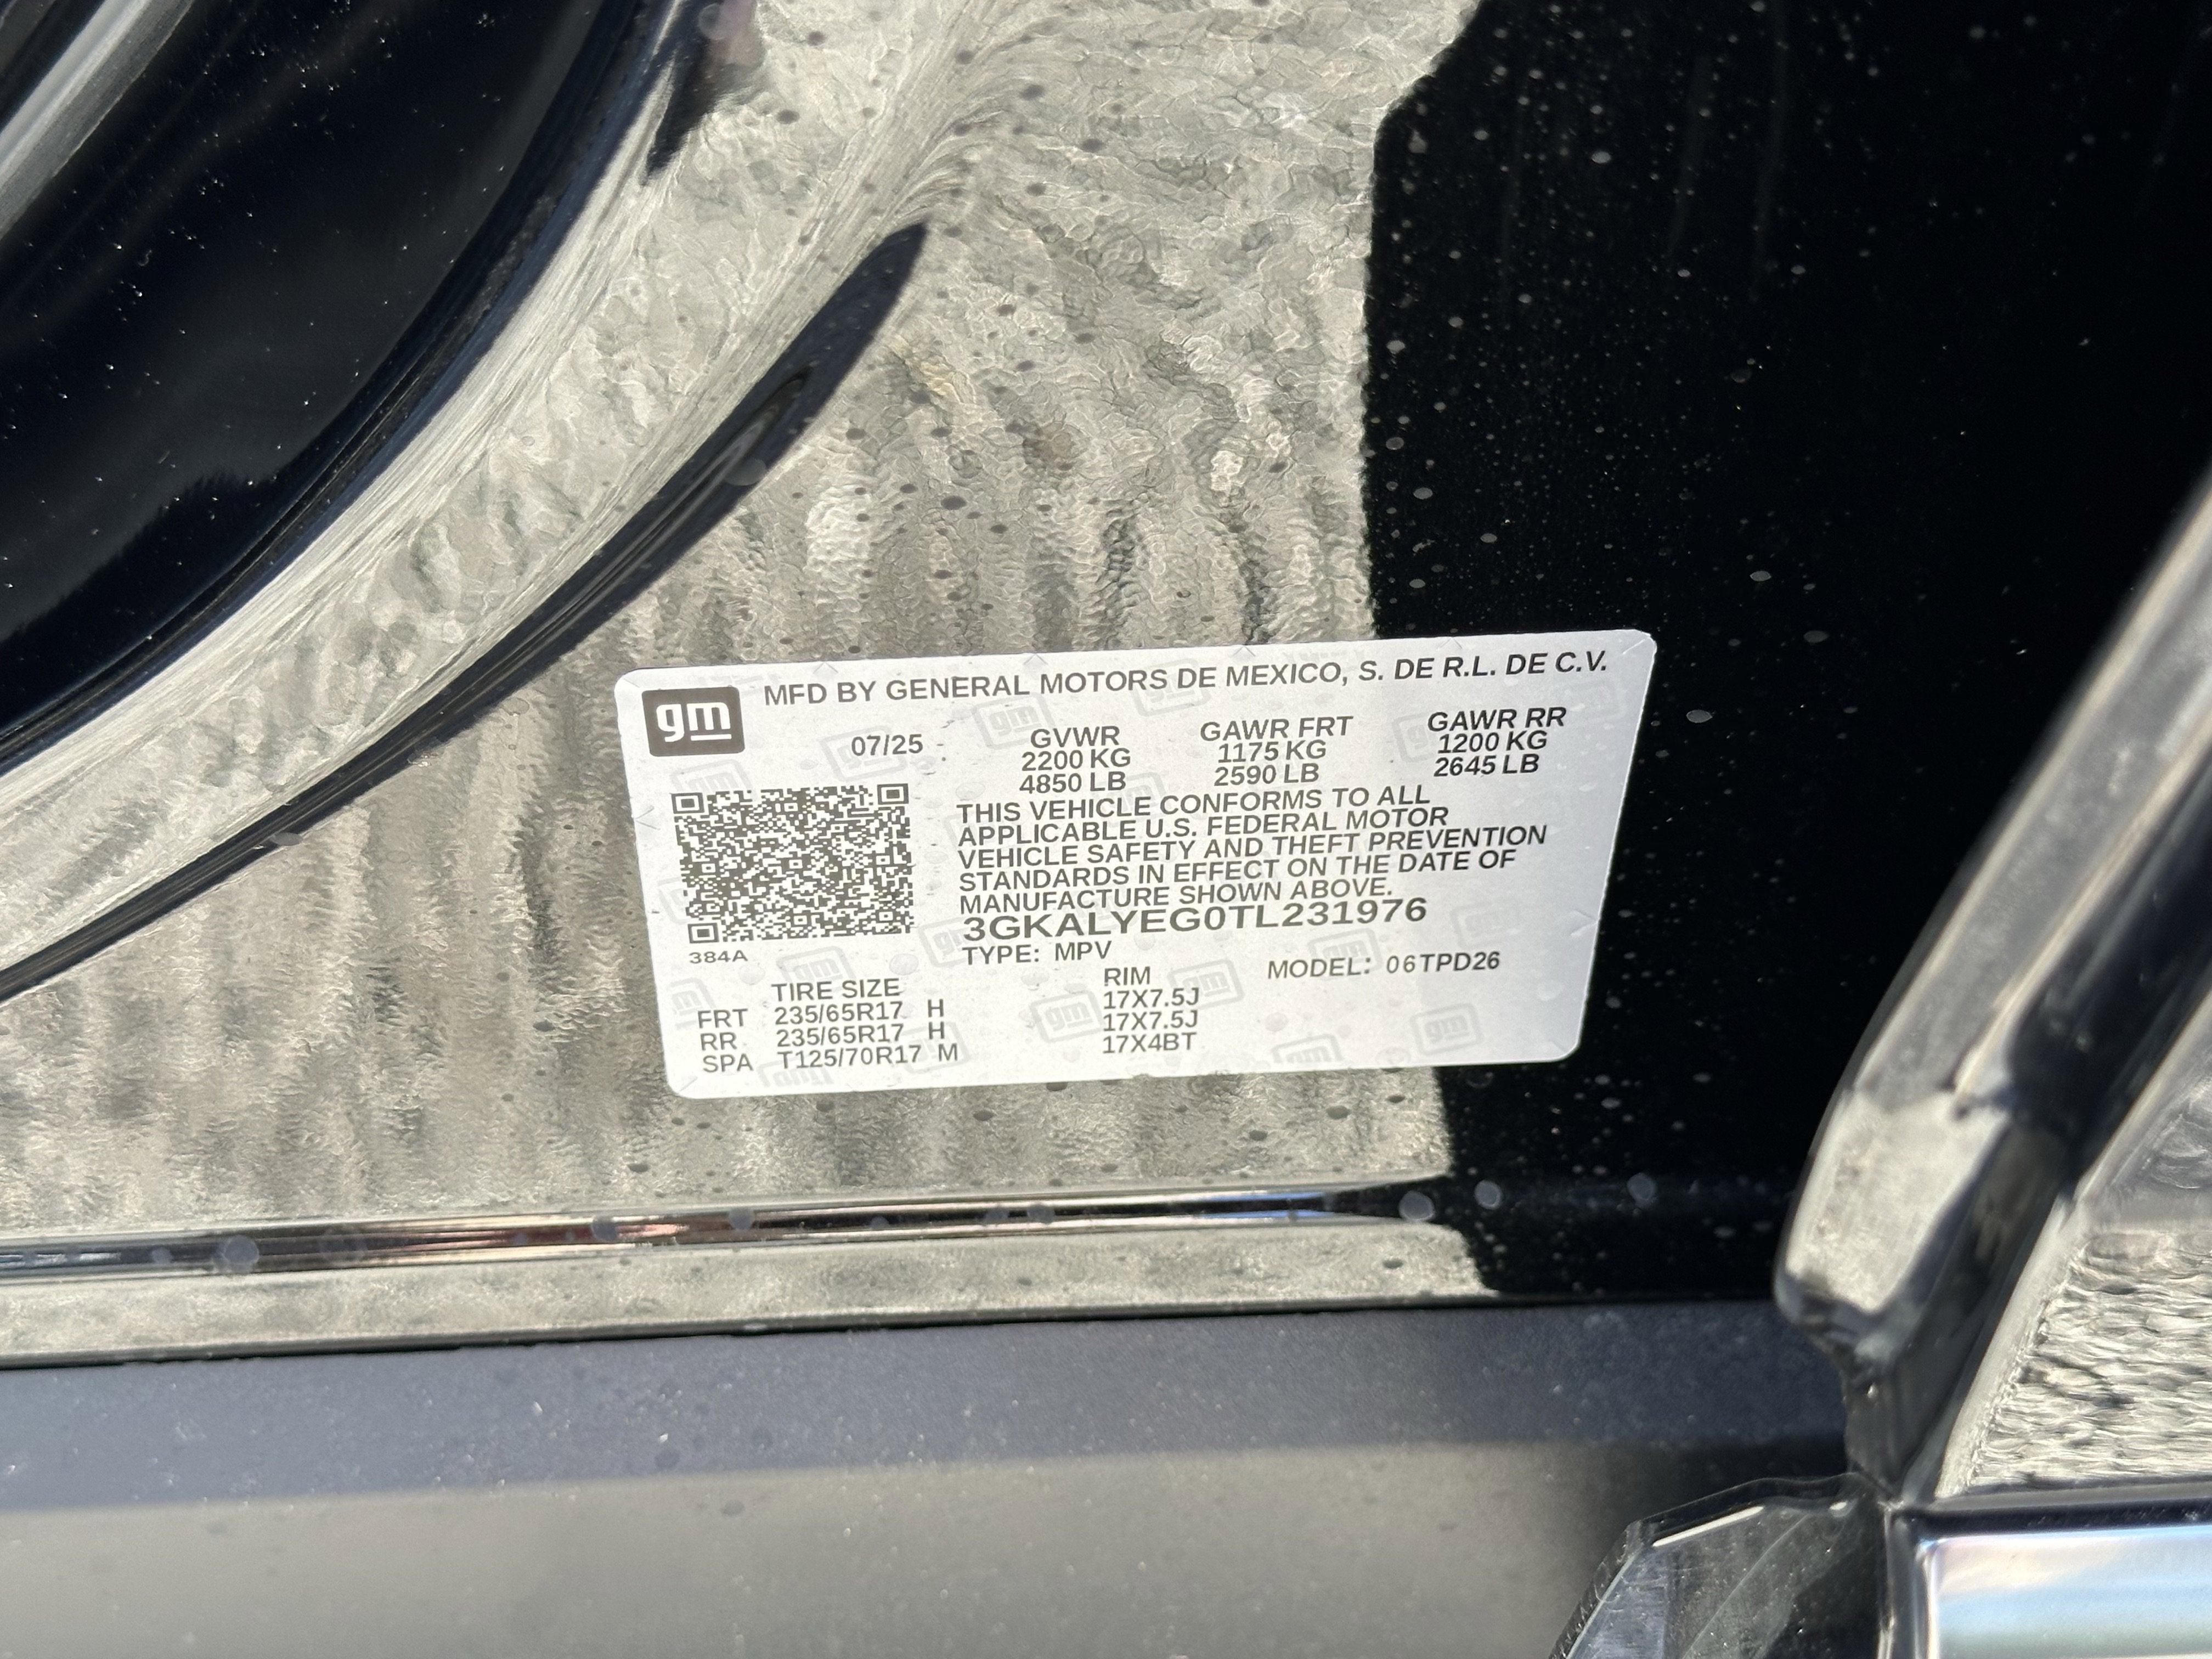 gm
MFD BY GENERAL MOTORS DE MEXICO, S. DE R.L. DE C.V.
07/25 GVWR GAWR FRT GAWR RR
2200 KG 1175 KG 1200 KG
4850 LB 2590 LB 2645 LB
THIS VEHICLE CONFORMS TO ALL
APPLICABLE U.S. FEDERAL MOTOR
VEHICLE SAFETY AND THEFT PREVENTION
STANDARDS IN EFFECT ON THE DATE OF
MANUFACTURE SHOWN ABOVE.
3GKALYEG0TL231976
384A
TYPE: MPV MODEL: 06TPD26
TIRE SIZE RIM
FRT 235/65R17 H 17X7.5J
RR 235/65R17 H 17X7.5J
SPA T125/70R17 M 17X4BT